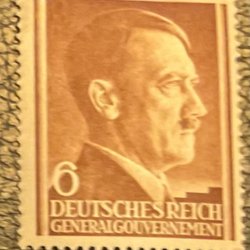 6
DEUTSCHES REICH
GENERALGOUVERNEMENT